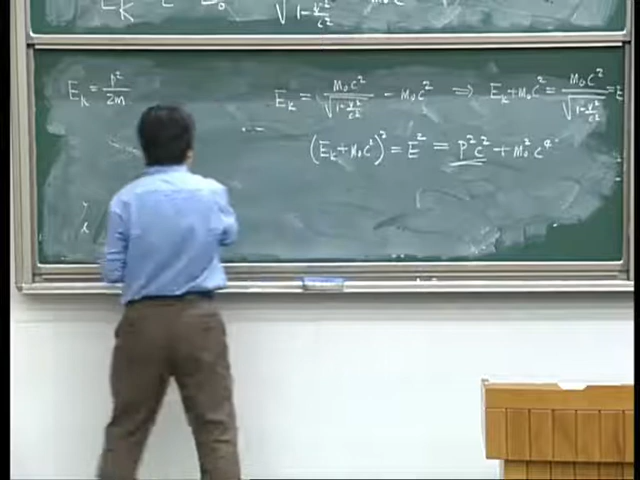 E_k = p²/2m
E_k = m₀c²/√(1-v²/c²) - m₀c² ⇒ E_k + m₀c² = m₀c²/√(1-v²/c²) = E
(E_k + m₀c²)² = E² = p²c² + m₀²c⁴